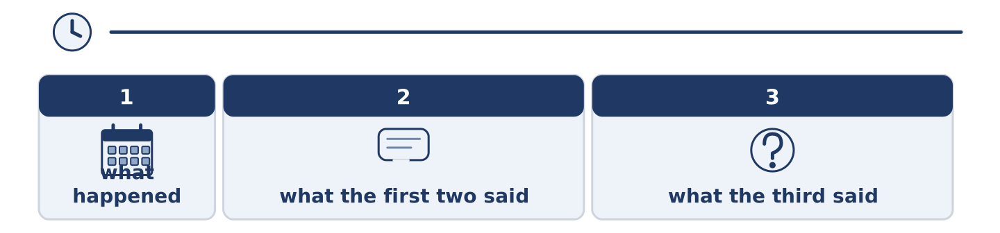 1
2
3
what
happened
what the first two said
what the third said